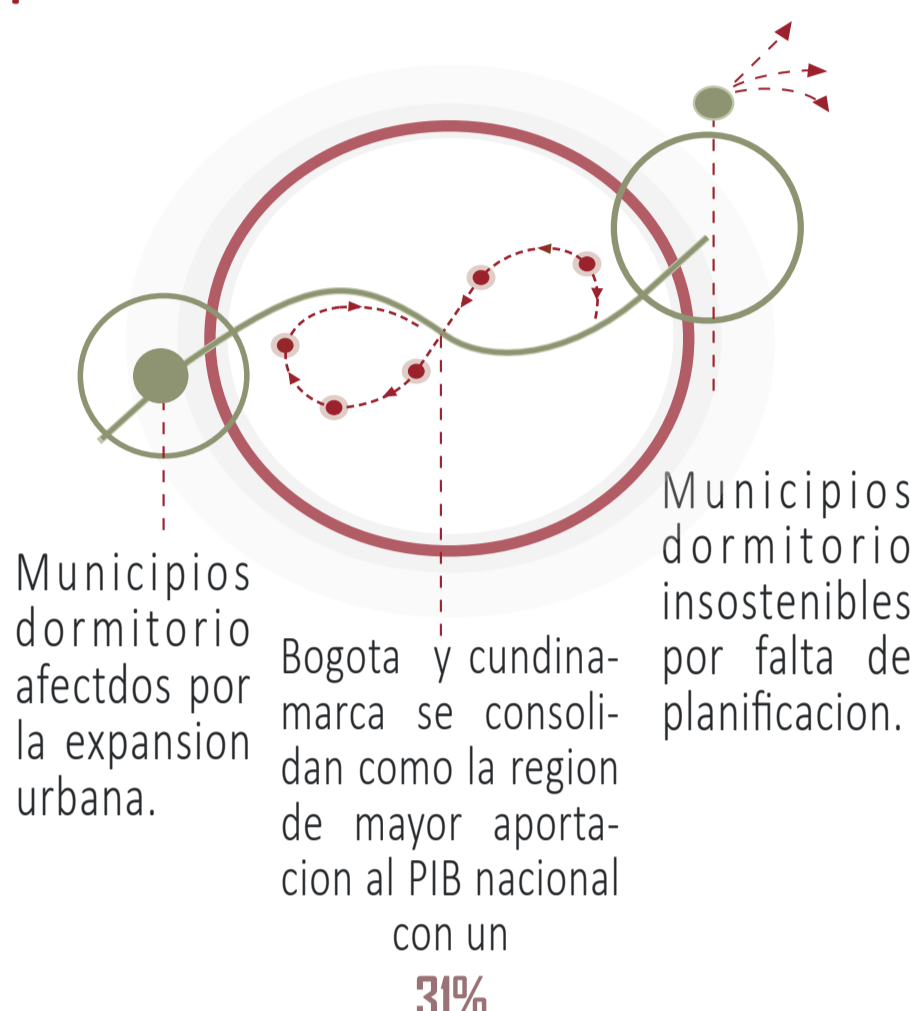 Municipios
dormitorio
afectdos por
la expansion
urbana.
Bogota y cundina-
marca se consoli-
dan como la region
de mayor aporta-
cion al PIB nacional
con un
31%
Municipios
dormitorio
insostenibles
por falta de
planificacion.